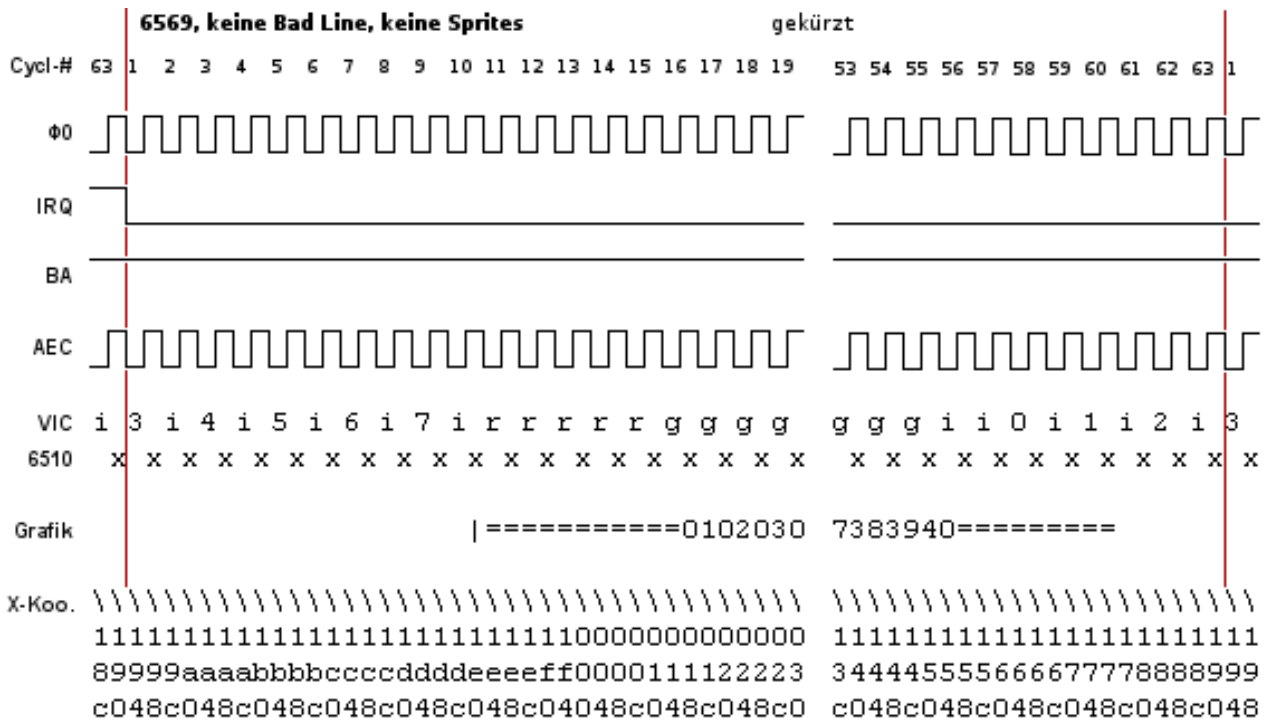 6569, keine Bad Line, keine Sprites gekürzt
Cycl-# 63 1 2 3 4 5 6 7 8 9 10 11 12 13 14 15 16 17 18 19 53 54 55 56 57 58 59 60 61 62 63 1
Φ0
IRQ
BA
AEC
VIC i 3 i 4 i 5 i 6 i 7 i r r r r r g g g g g g g i i 0 i 1 i 2 i 3
6510 x x x x x x x x x x x x x x x x x x x x x x x x x x x x x x x x
Grafik |===========0102030 7383940=========
X-Koo. \\\\\\\\\\\\\\\\\\\\\\\\\\\\\\\\\\\\\\\\ \\\\\\\\\\\\\\\\\\\\\\\\
1111111111111111111111111110000000000000 111111111111111111111111
89999aaaabbbbccccddddeeeeff0000111122223 344445555666677778888999
c048c048c048c048c048c048c04048c048c048c0 c048c048c048c048c048c048